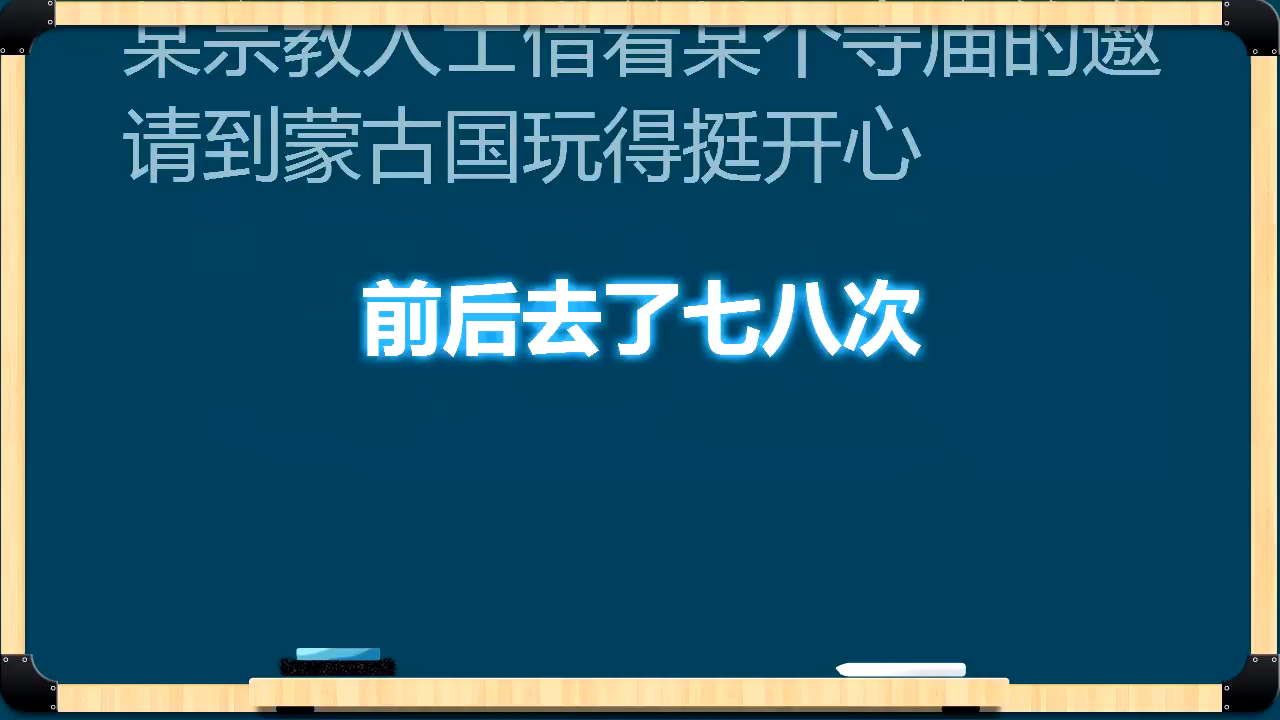 某宗教人士借着某个寺庙的邀
请到蒙古国玩得挺开心
前后去了七八次